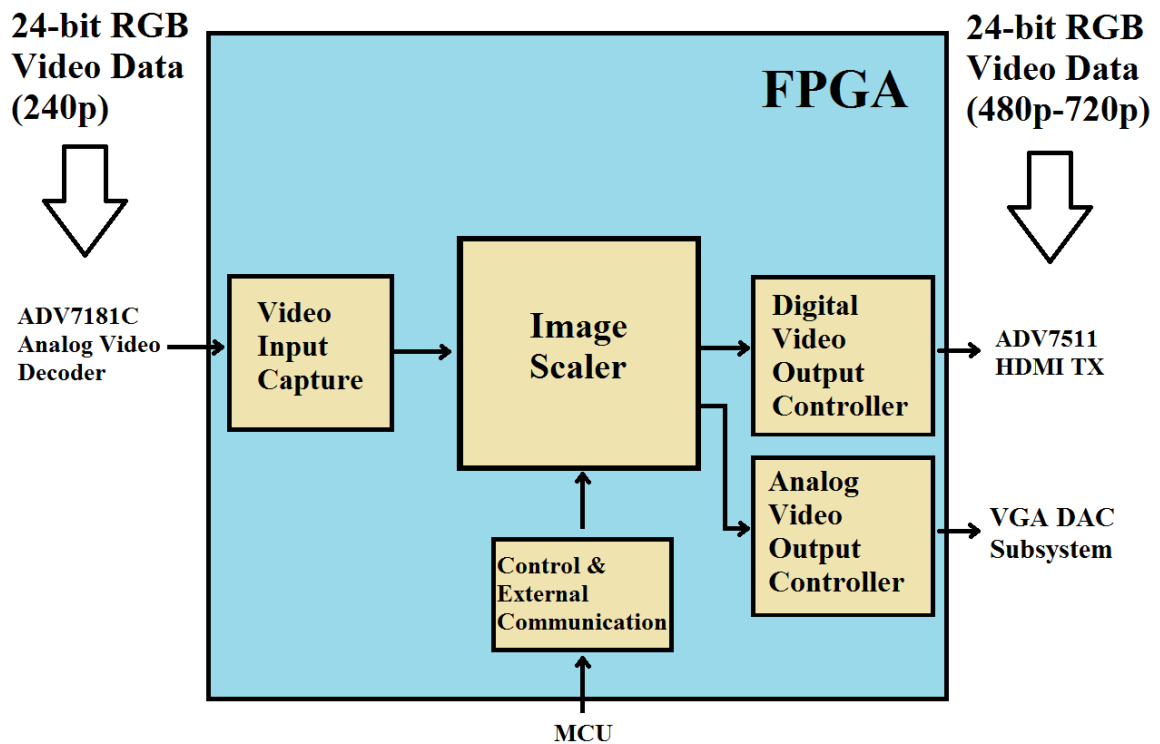 24-bit RGB
Video Data
(240p)
24-bit RGB
Video Data
(480p-720p)
FPGA
ADV7181C
Analog Video
Decoder
Video
Input
Capture
Image
Scaler
Digital
Video
Output
Controller
ADV7511
HDMI TX
Analog
Video
Output
Controller
VGA DAC
Subsystem
Control &
External
Communication
MCU